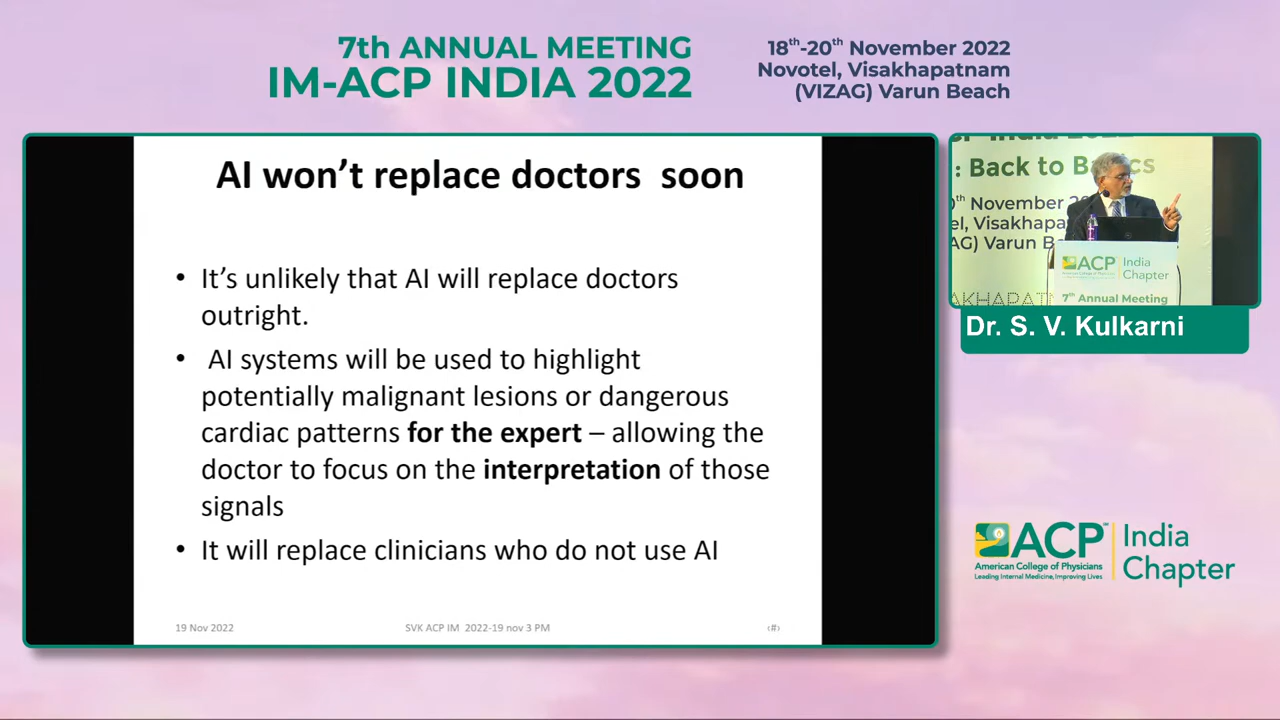 7th ANNUAL MEETING
IM-ACP INDIA 2022
18th-20th November 2022
Novotel, Visakhapatnam
(VIZAG) Varun Beach
AI won’t replace doctors  soon
• It’s unlikely that AI will replace doctors
outright.
•  AI systems will be used to highlight
potentially malignant lesions or dangerous
cardiac patterns for the expert – allowing the
doctor to focus on the interpretation of those
signals
• It will replace clinicians who do not use AI
19 Nov 2022
SVK ACP IM  2022-19 nov 3 PM
‹#›
: Back to
November
Visakhapa
Varun B
ACP India
Chapter
7th Annual Meeting
Dr. S. V. Kulkarni
ACP India
American College of Physicians Chapter
Leading Internal Medicine, Improving Lives